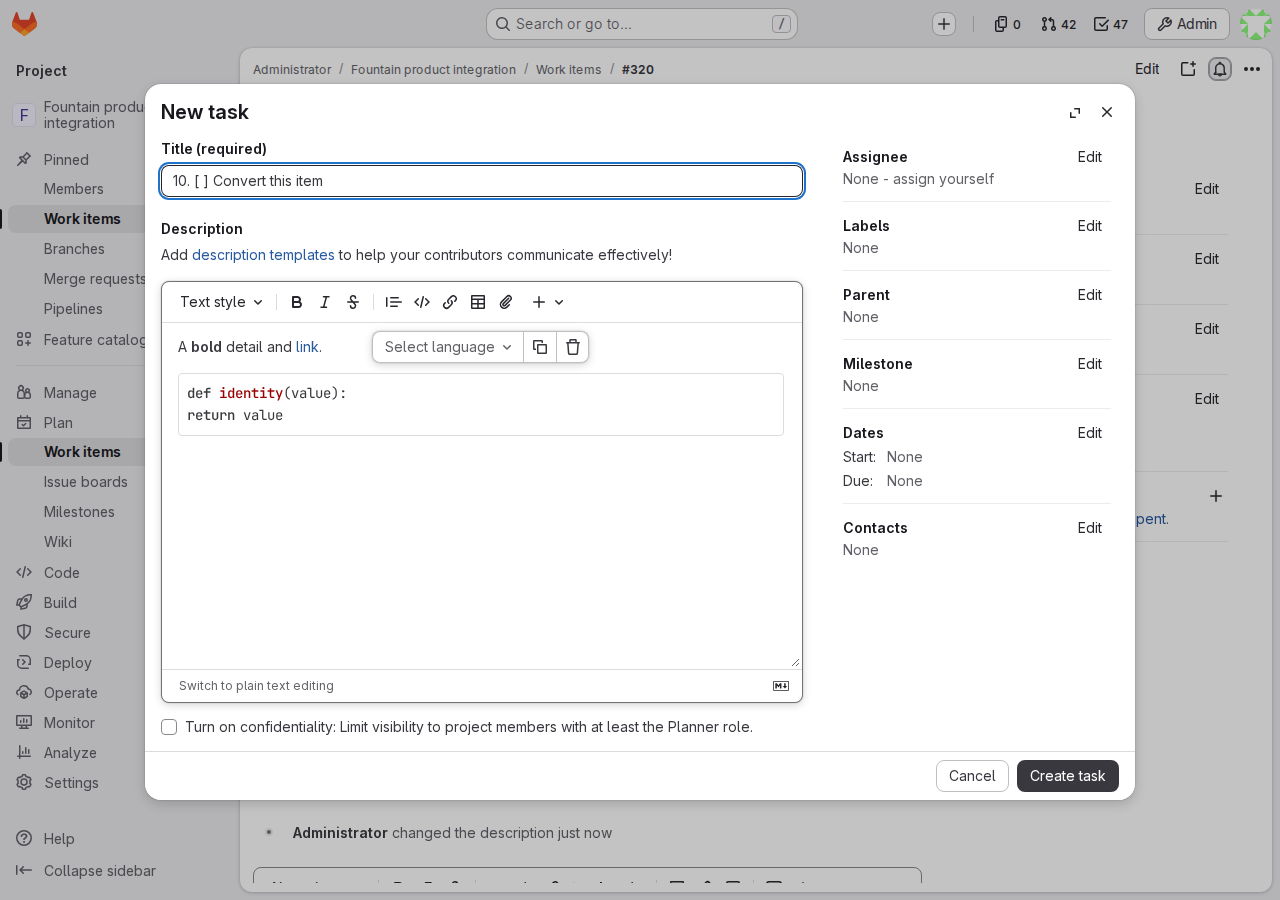 Search or go to...
/
0
42
47
Admin
Project
F
Fountain product integration
Pinned
Members
Work items
Branches
Merge requests
Pipelines
Feature catalog
Manage
Plan
Work items
Issue boards
Milestones
Wiki
Code
Build
Secure
Deploy
Operate
Monitor
Analyze
Settings
Help
Collapse sidebar
Administrator / Fountain product integration / Work items / #320
Edit
Edit
Edit
Edit
Edit
pent.
New task
Title (required)
10. [ ] Convert this item
Description
Add description templates to help your contributors communicate effectively!
Text style
A bold detail and link.
Select language
def identity(value):
return value
Switch to plain text editing
Turn on confidentiality: Limit visibility to project members with at least the Planner role.
Assignee
Edit
None - assign yourself
Labels
Edit
None
Parent
Edit
None
Milestone
Edit
None
Dates
Edit
Start: None
Due: None
Contacts
Edit
None
Cancel
Create task
Administrator changed the description just now